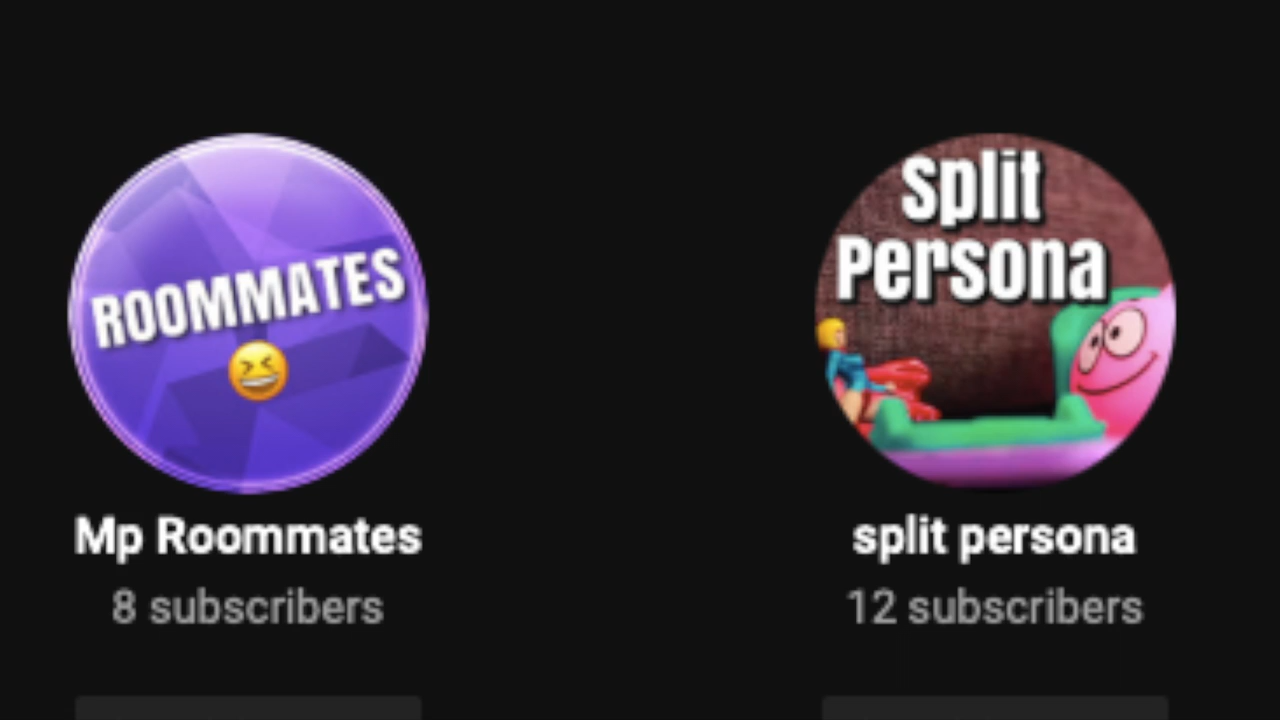 ROOMMATES
Mp Roommates
8 subscribers
Split
Persona
split persona
12 subscribers